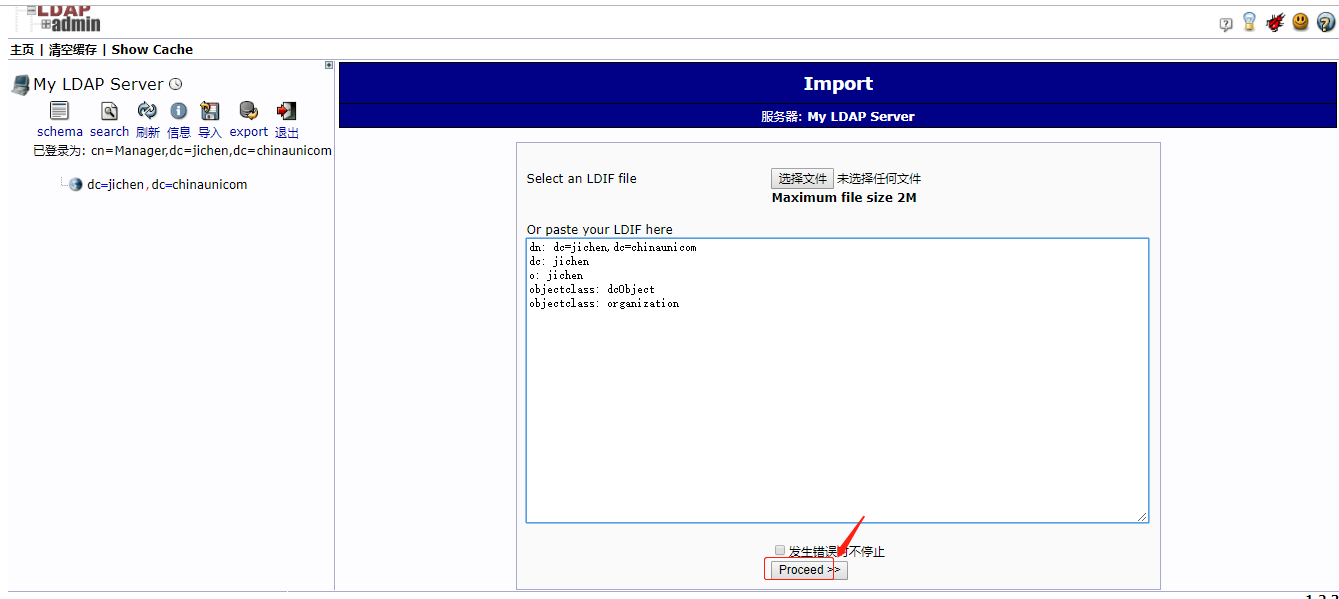 LDAP
admin
主页 | 清空缓存 | Show Cache
My LDAP Server
schema search 刷新 信息 导入 export 退出
已登录为: cn=Manager,dc=jichen,dc=chinaunicom
dc=jichen,dc=chinaunicom
Import
服务器: My LDAP Server
Select an LDIF file
选择文件 未选择任何文件
Maximum file size 2M
Or paste your LDIF here
dn: dc=jichen,dc=chinaunicom
dc: jichen
o: jichen
objectclass: dcObject
objectclass: organization
发生错误时不停止
Proceed >>
1.2.3